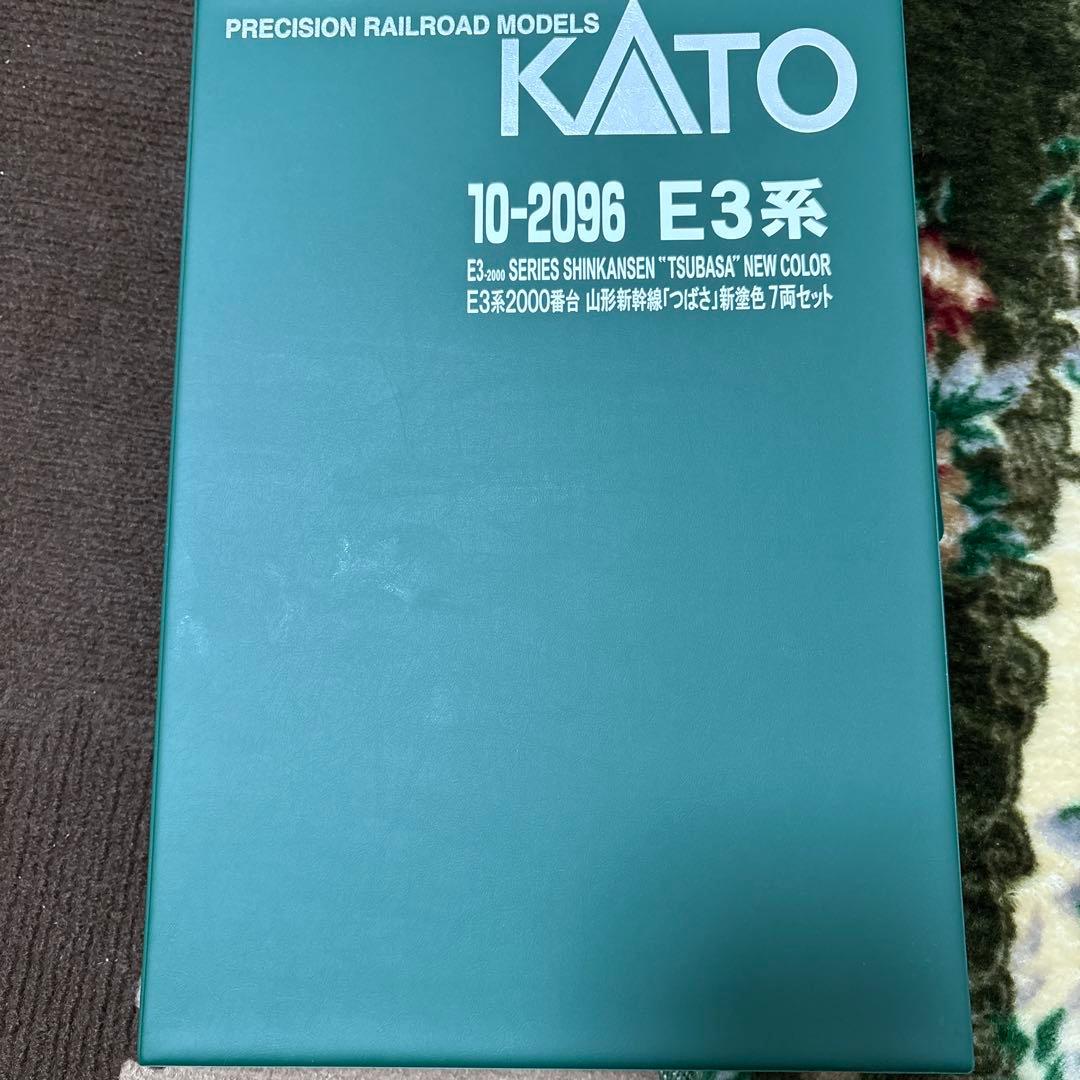 PRECISION RAILROAD MODELS
KATO
10-2096 E3系
E3-2000 SERIES SHINKANSEN "TSUBASA" NEW COLOR
E3系2000番台 山形新幹線「つばさ」新塗色 7両セット